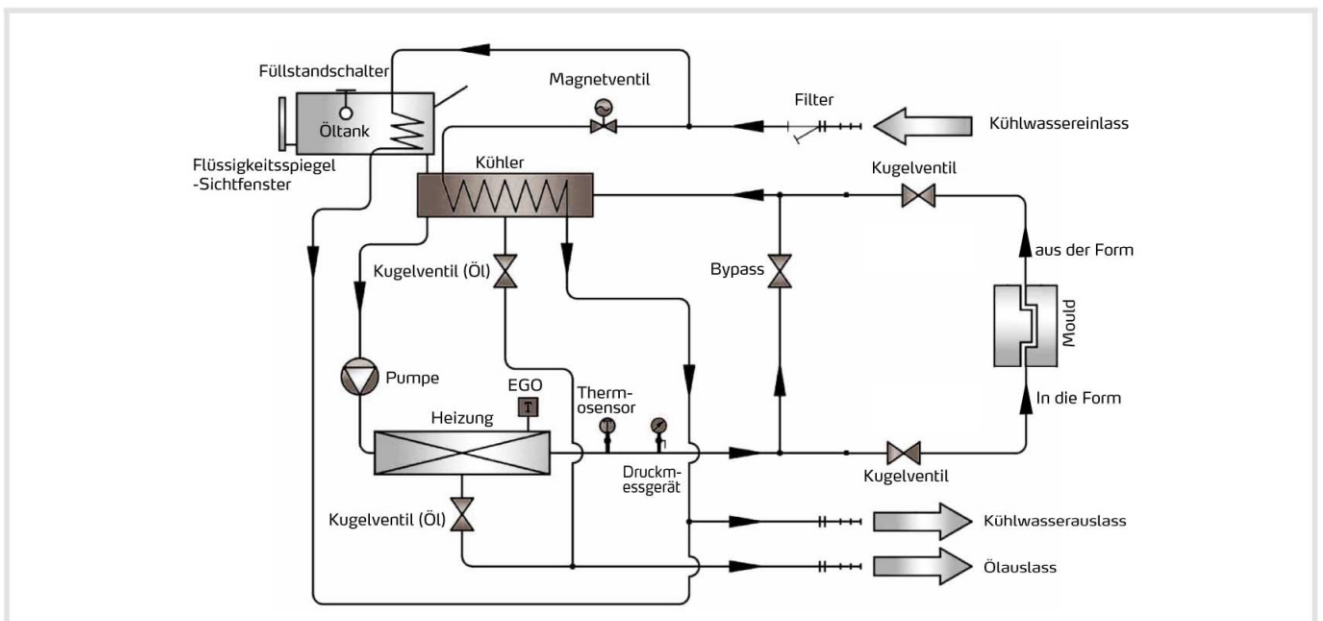 Füllstandschalter
Magnetventil
Filter
Öltank
Kühlwassereinlass
Flüssigkeitsspiegel
-Sichtfenster
Kühler
Kugelventil
aus der Form
Kugelventil (Öl)
Bypass
Mould
Pumpe
EGO
Therm-
osensor
In die Form
Heizung
T
Druckm-
essgerät
Kugelventil
Kugelventil (Öl)
Kühlwasserauslass
Ölauslass